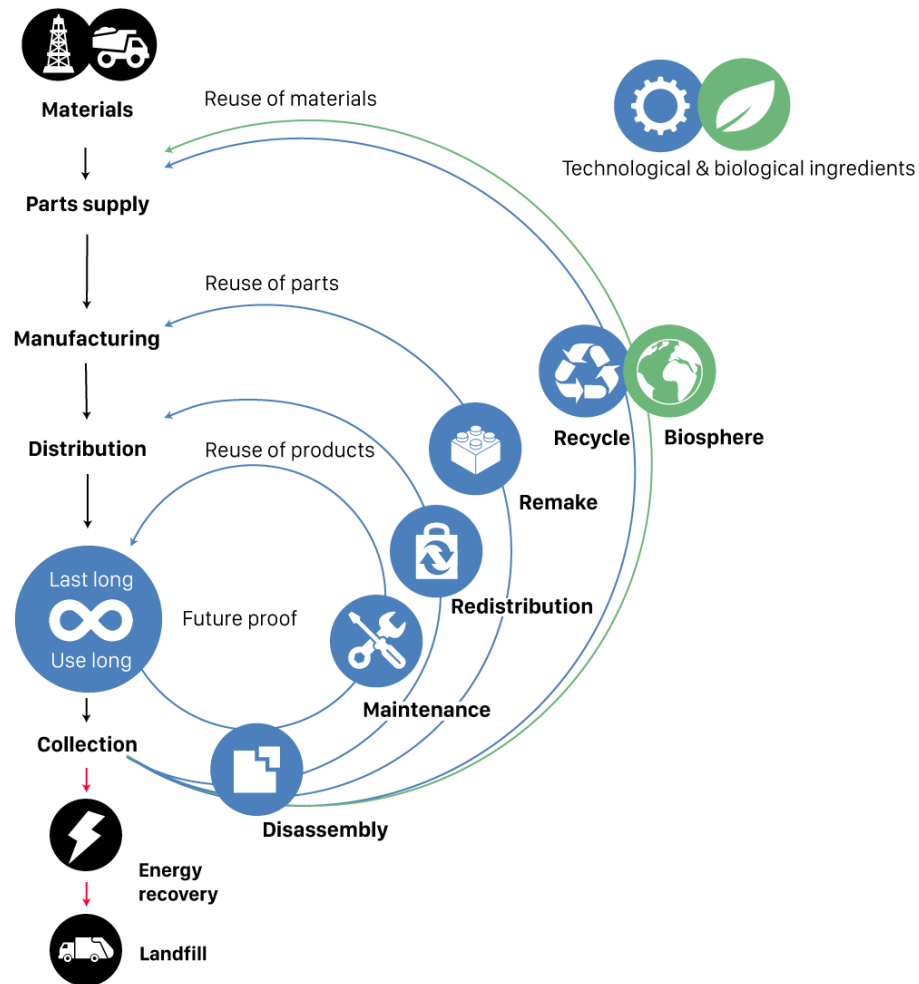 Materials
Reuse of materials
Technological & biological ingredients
Parts supply
Reuse of parts
Manufacturing
Recycle
Biosphere
Distribution
Reuse of products
Remake
Last long
Use long
Future proof
Redistribution
Maintenance
Collection
Disassembly
Energy
recovery
Landfill